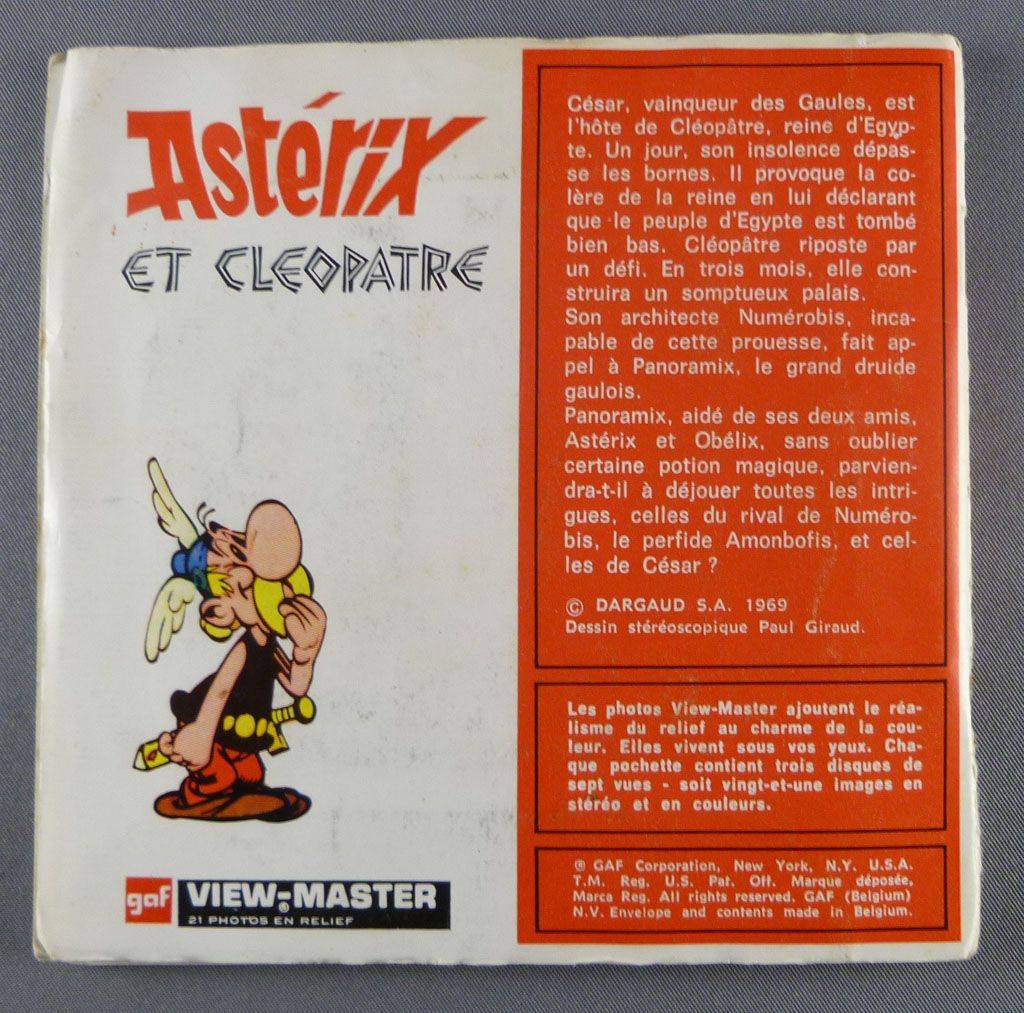 Astérix
ET CLEOPATRE
gaf VIEW-MASTER®
21 PHOTOS EN RELIEF
César, vainqueur des Gaules, est
l'hôte de Cléopâtre, reine d'Egyp-
te. Un jour, son insolence dépas-
se les bornes. Il provoque la co-
lère de la reine en lui déclarant
que le peuple d'Egypte est tombé
bien bas. Cléopâtre riposte par
un défi. En trois mois, elle con-
struira un somptueux palais.
Son architecte Numérobis, inca-
pable de cette prouesse, fait ap-
pel à Panoramix, le grand druide
gaulois.
Panoramix, aidé de ses deux amis,
Astérix et Obélix, sans oublier
certaine potion magique, parvien-
dra-t-il à déjouer toutes les intri-
gues, celles du rival de Numéro-
bis, le perfide Amonbofis, et cel-
les de César ?
© DARGAUD S.A. 1969
Dessin stéréoscopique Paul Giraud.
Les photos View-Master ajoutent le réa-
lisme du relief au charme de la cou-
leur. Elles vivent sous vos yeux. Cha-
que pochette contient trois disques de
sept vues - soit vingt-et-une images en
stéréo et en couleurs.
® GAF Corporation, New York, N.Y. U.S.A.
T.M. Reg. U.S. Pat. Off. Marque déposée,
Marca Reg. All rights reserved. GAF (Belgium)
N.V. Envelope and contents made in Belgium.